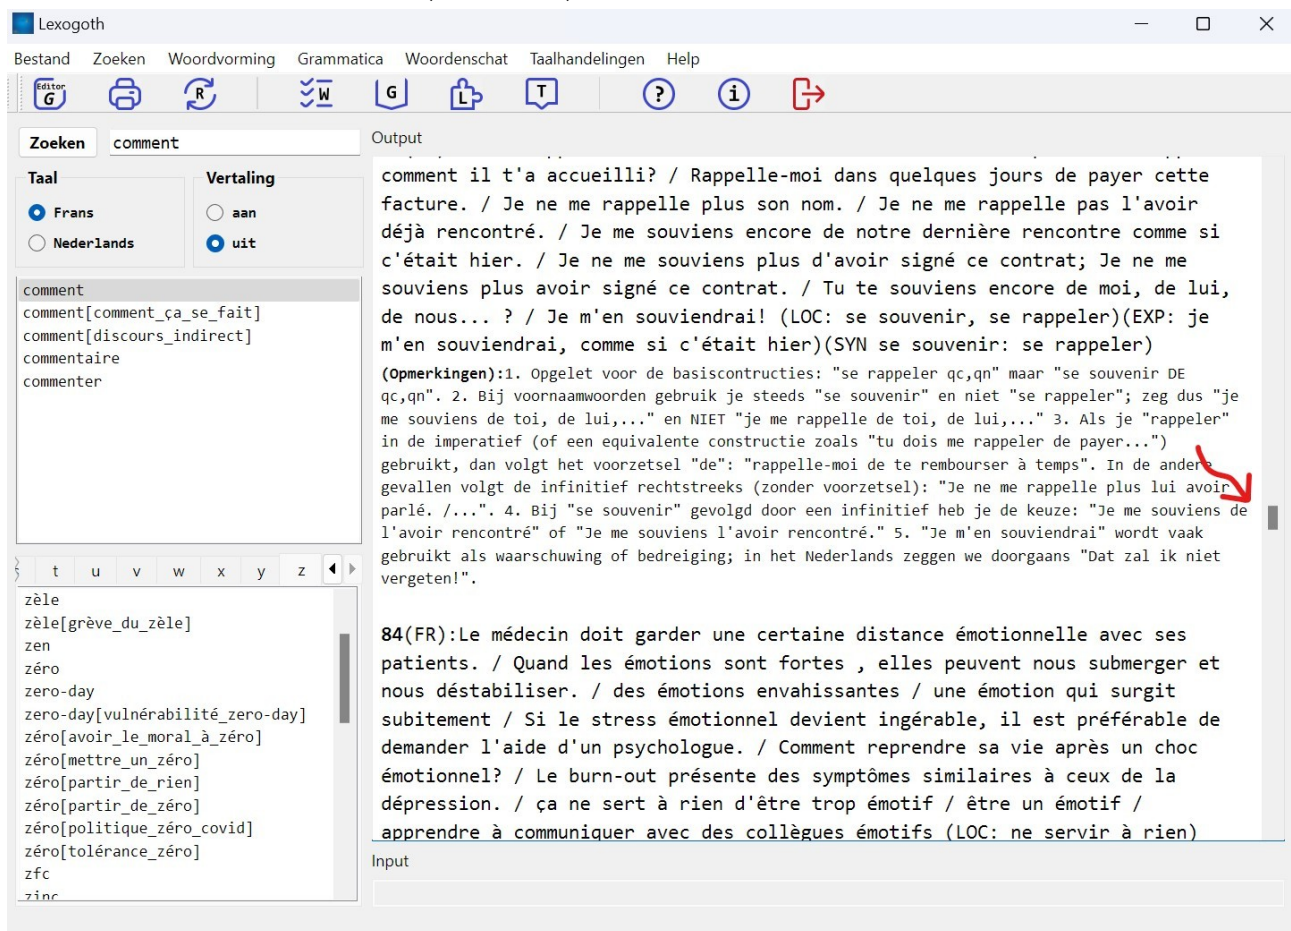 Lexogoth
Bestand Zoeken Woordvorming Grammatica Woordenschat Taalhandelingen Help
Editor G R W G L T ? i
Zoeken comment
Taal Vertaling
Frans aan
Nederlands uit
comment
comment[comment_ça_se_fait]
comment[discours_indirect]
commentaire
commenter
t u v w x y z
zèle
zèle[grève_du_zèle]
zen
zéro
zero-day
zero-day[vulnérabilité_zero-day]
zéro[avoir_le_moral_à_zéro]
zéro[mettre_un_zéro]
zéro[partir_de_rien]
zéro[partir_de_zéro]
zéro[politique_zéro_covid]
zéro[tolérance_zéro]
zfc
zinc
Output
comment il t'a accueilli? / Rappelle-moi dans quelques jours de payer cette
facture. / Je ne me rappelle plus son nom. / Je ne me rappelle pas l'avoir
déjà rencontré. / Je me souviens encore de notre dernière rencontre comme si
c'était hier. / Je ne me souviens plus d'avoir signé ce contrat; Je ne me
souviens plus avoir signé ce contrat. / Tu te souviens encore de moi, de lui,
de nous... ? / Je m'en souviendrai! (LOC: se souvenir, se rappeler)(EXP: je
m'en souviendrai, comme si c'était hier)(SYN se souvenir: se rappeler)
(Opmerkingen):1. Opgelet voor de basiscontructies: "se rappeler qc,qn" maar "se souvenir DE
qc,qn". 2. Bij voornaamwoorden gebruik je steeds "se souvenir" en niet "se rappeler"; zeg dus "je
me souviens de toi, de lui,..." en NIET "je me rappelle de toi, de lui,..." 3. Als je "rappeler"
in de imperatief (of een equivalente constructie zoals "tu dois me rappeler de payer...")
gebruikt, dan volgt het voorzetsel "de": "rappelle-moi de te rembourser à temps". In de andere
gevallen volgt de infinitief rechtstreeks (zonder voorzetsel): "Je ne me rappelle plus lui avoir
parlé. /...". 4. Bij "se souvenir" gevolgd door een infinitief heb je de keuze: "Je me souviens de
l'avoir rencontré" of "Je me souviens l'avoir rencontré." 5. "Je m'en souviendrai" wordt vaak
gebruikt als waarschuwing of bedreiging; in het Nederlands zeggen we doorgaans "Dat zal ik niet
vergeten!".
84(FR):Le médecin doit garder une certaine distance émotionnelle avec ses
patients. / Quand les émotions sont fortes , elles peuvent nous submerger et
nous déstabiliser. / des émotions envahissantes / une émotion qui surgit
subitement / Si le stress émotionnel devient ingérable, il est préférable de
demander l'aide d'un psychologue. / Comment reprendre sa vie après un choc
émotionnel? / Le burn-out présente des symptômes similaires à ceux de la
dépression. / ça ne sert à rien d'être trop émotif / être un émotif /
apprendre à communiquer avec des collègues émotifs (LOC: ne servir à rien)
Input